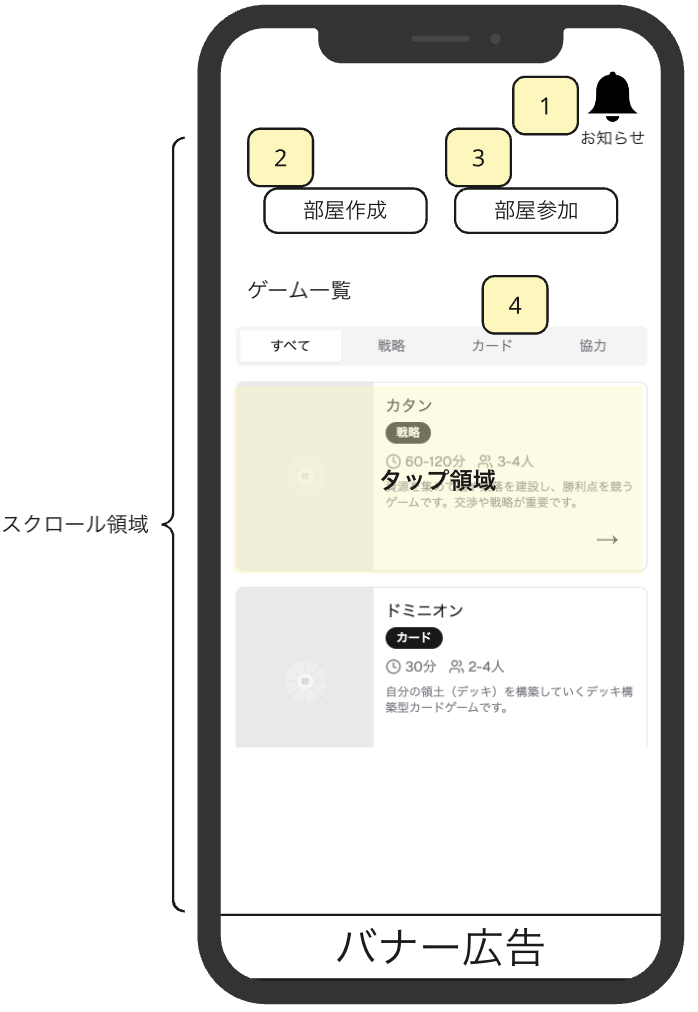 1
お知らせ
2
3
部屋作成
部屋参加
ゲーム一覧
4
すべて
戦略
カード
協力
カタン
戦略
60-120分
3-4人
タップ領域
を建設し、勝利点を競う
ゲームです。交渉や戦略が重要です。
→
スクロール領域
ドミニオン
カード
30分
2-4人
自分の領土（デッキ）を構築していくデッキ構
築型カードゲームです。
バナー広告